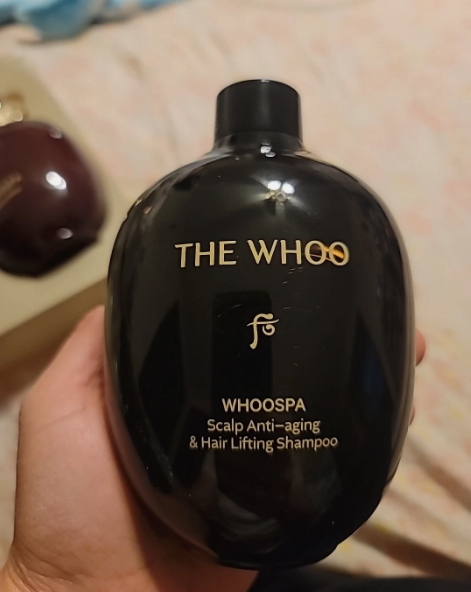 THE WHOO
WHOOSPA
Scalp Anti-aging
& Hair Lifting Shampoo